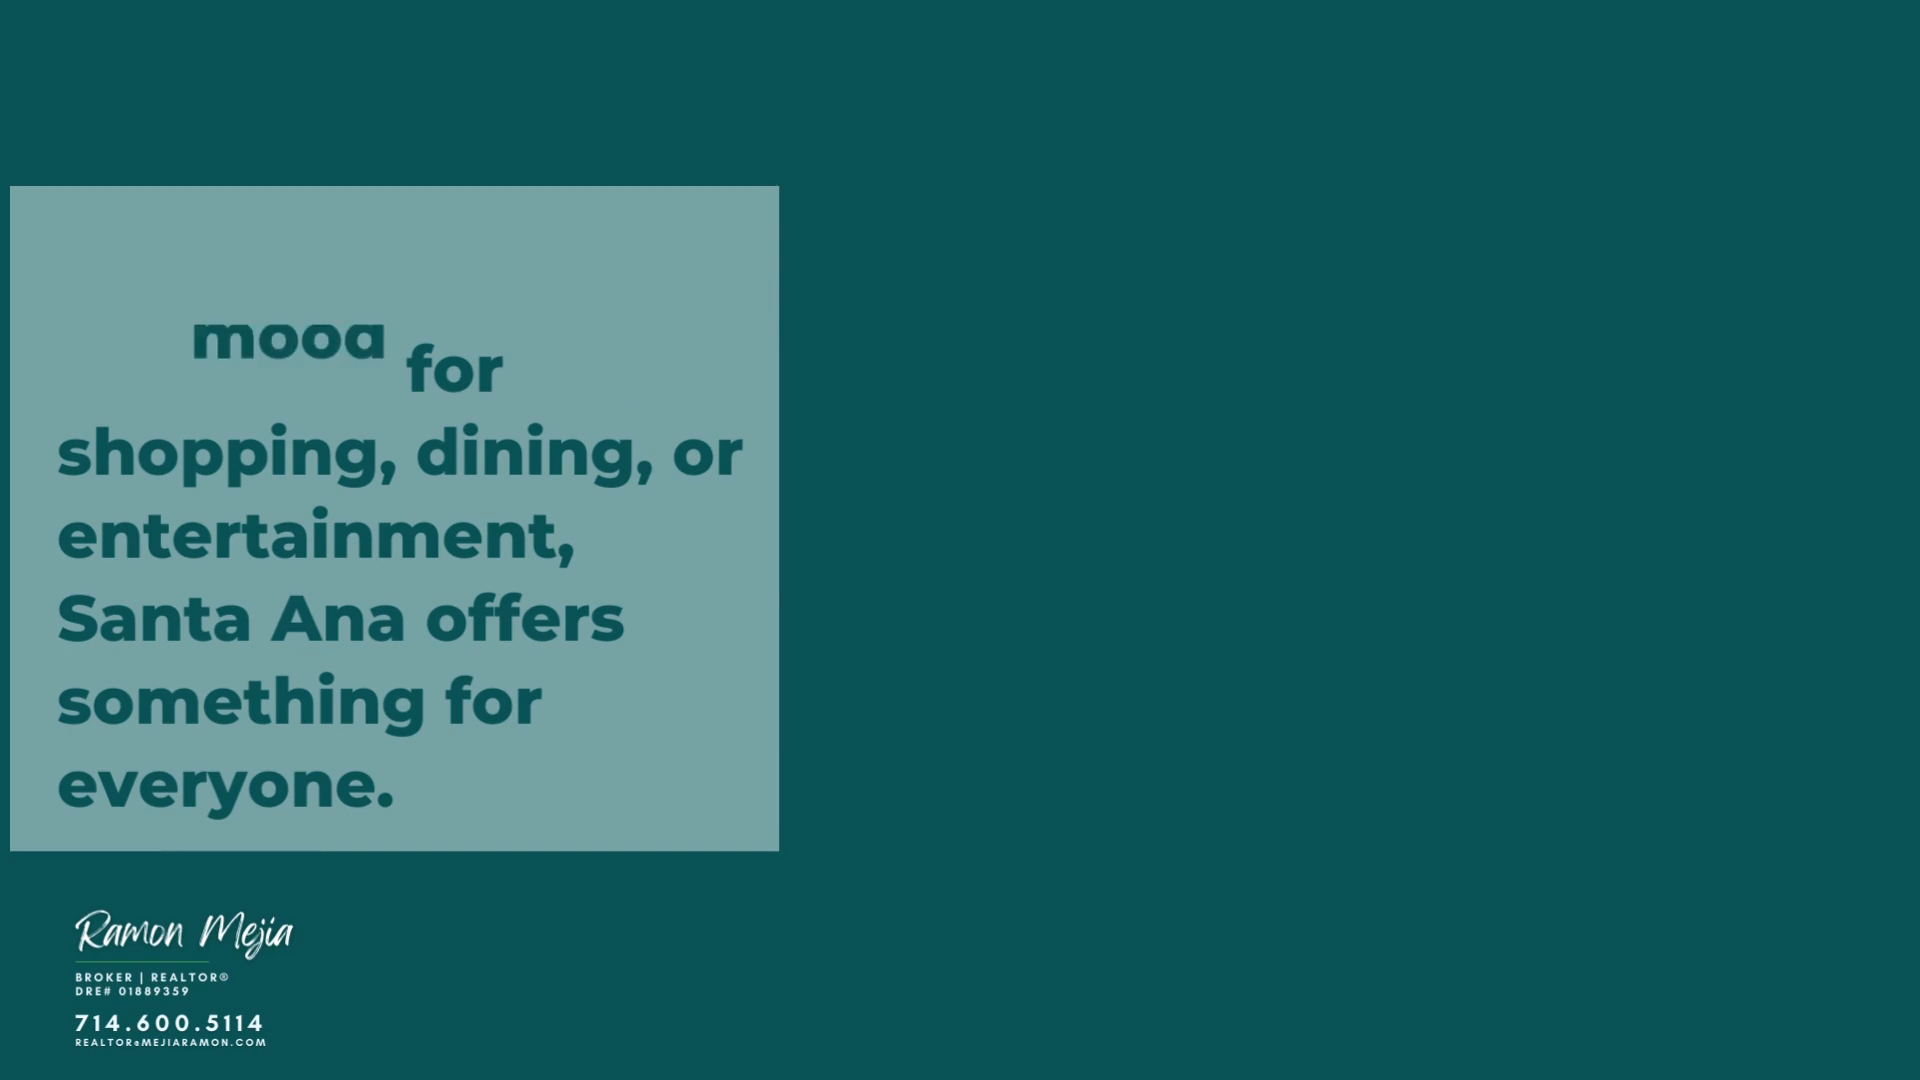 mood for
shopping, dining, or
entertainment,
Santa Ana offers
something for
everyone.
Ramon Mejia
BROKER | REALTOR®
DRE# 01889359
714.600.5114
REALTOR@MEJIARAMON.COM